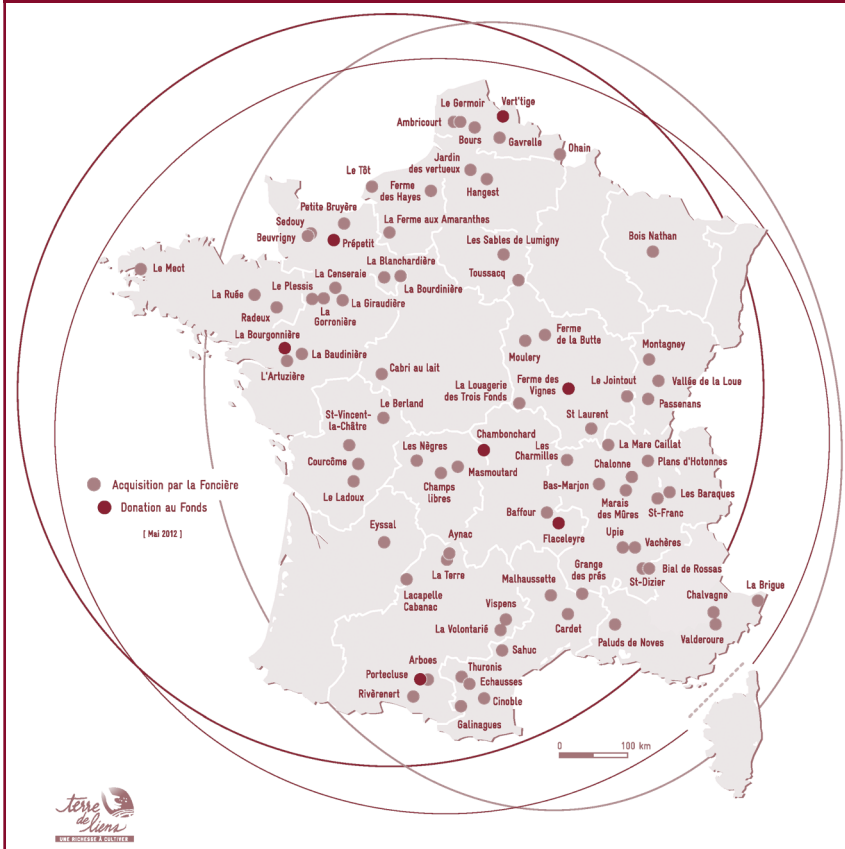 Le Germoir
Vert'tige
Ambricourt
Bours
Gavrelle
Ohain
Jardin
des vertueux
Le Tôt
Ferme
des Hayes
Hangest
Petite Bruyère
Sedouy
Beuvrigny
Prépetit
La Ferme aux Amaranthes
Les Sables de Lumigny
Bois Nathan
La Blanchardière
Toussacq
Le Meot
La Censeraie
La Bourdinière
La Ruée
Le Plessis
La Giraudière
Radeux
La
Gorronière
La Bourgonnière
La Baudinière
Ferme
de la Butte
Moulery
Montagney
L'Artuzière
Cabri au lait
La Louagerie
des Trois Fonds
Ferme des
Vignes
Le Jointout
Vallée de la Loue
Passenans
Le Berland
St-Vincent-
la-Châtre
St Laurent
Chambonchard
Les Nègres
Les
Charmilles
La Mare Caillat
Courcôme
Masmoutard
Chalonne
Plans d'Hotonnes
Champs
libres
Le Ladoux
Bas-Marjon
Marais
des Mûres
Les Baraques
St-Franc
Acquisition par la Foncière
Donation au Fonds
[ Mai 2012 ]
Baffour
Flaceleyre
Eyssal
Aynac
Upie
Vachères
La Terre
Lacapelle
Cabanac
Malhaussette
Grange
des prés
St-Dizier
Bial de Rossas
La Brigue
Vispens
Chalvagne
La Volontarié
Cardet
Paluds de Noves
Valderoure
Sahuc
Arboes
Portecluse
Thuronis
Echausses
Rivèrenert
Cinoble
Galinagues
0 100 km
terre
de
liens
UNE RICHESSE À CULTIVER